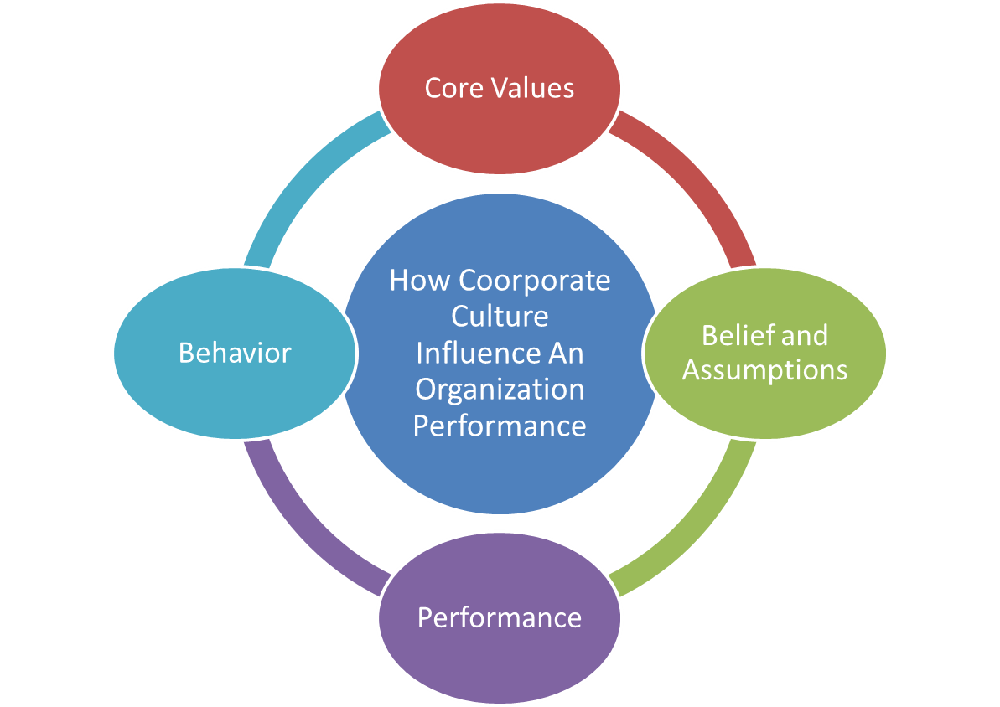 Core Values
How Coorporate
Culture
Influence An
Organization
Performance
Belief and
Assumptions
Behavior
Performance